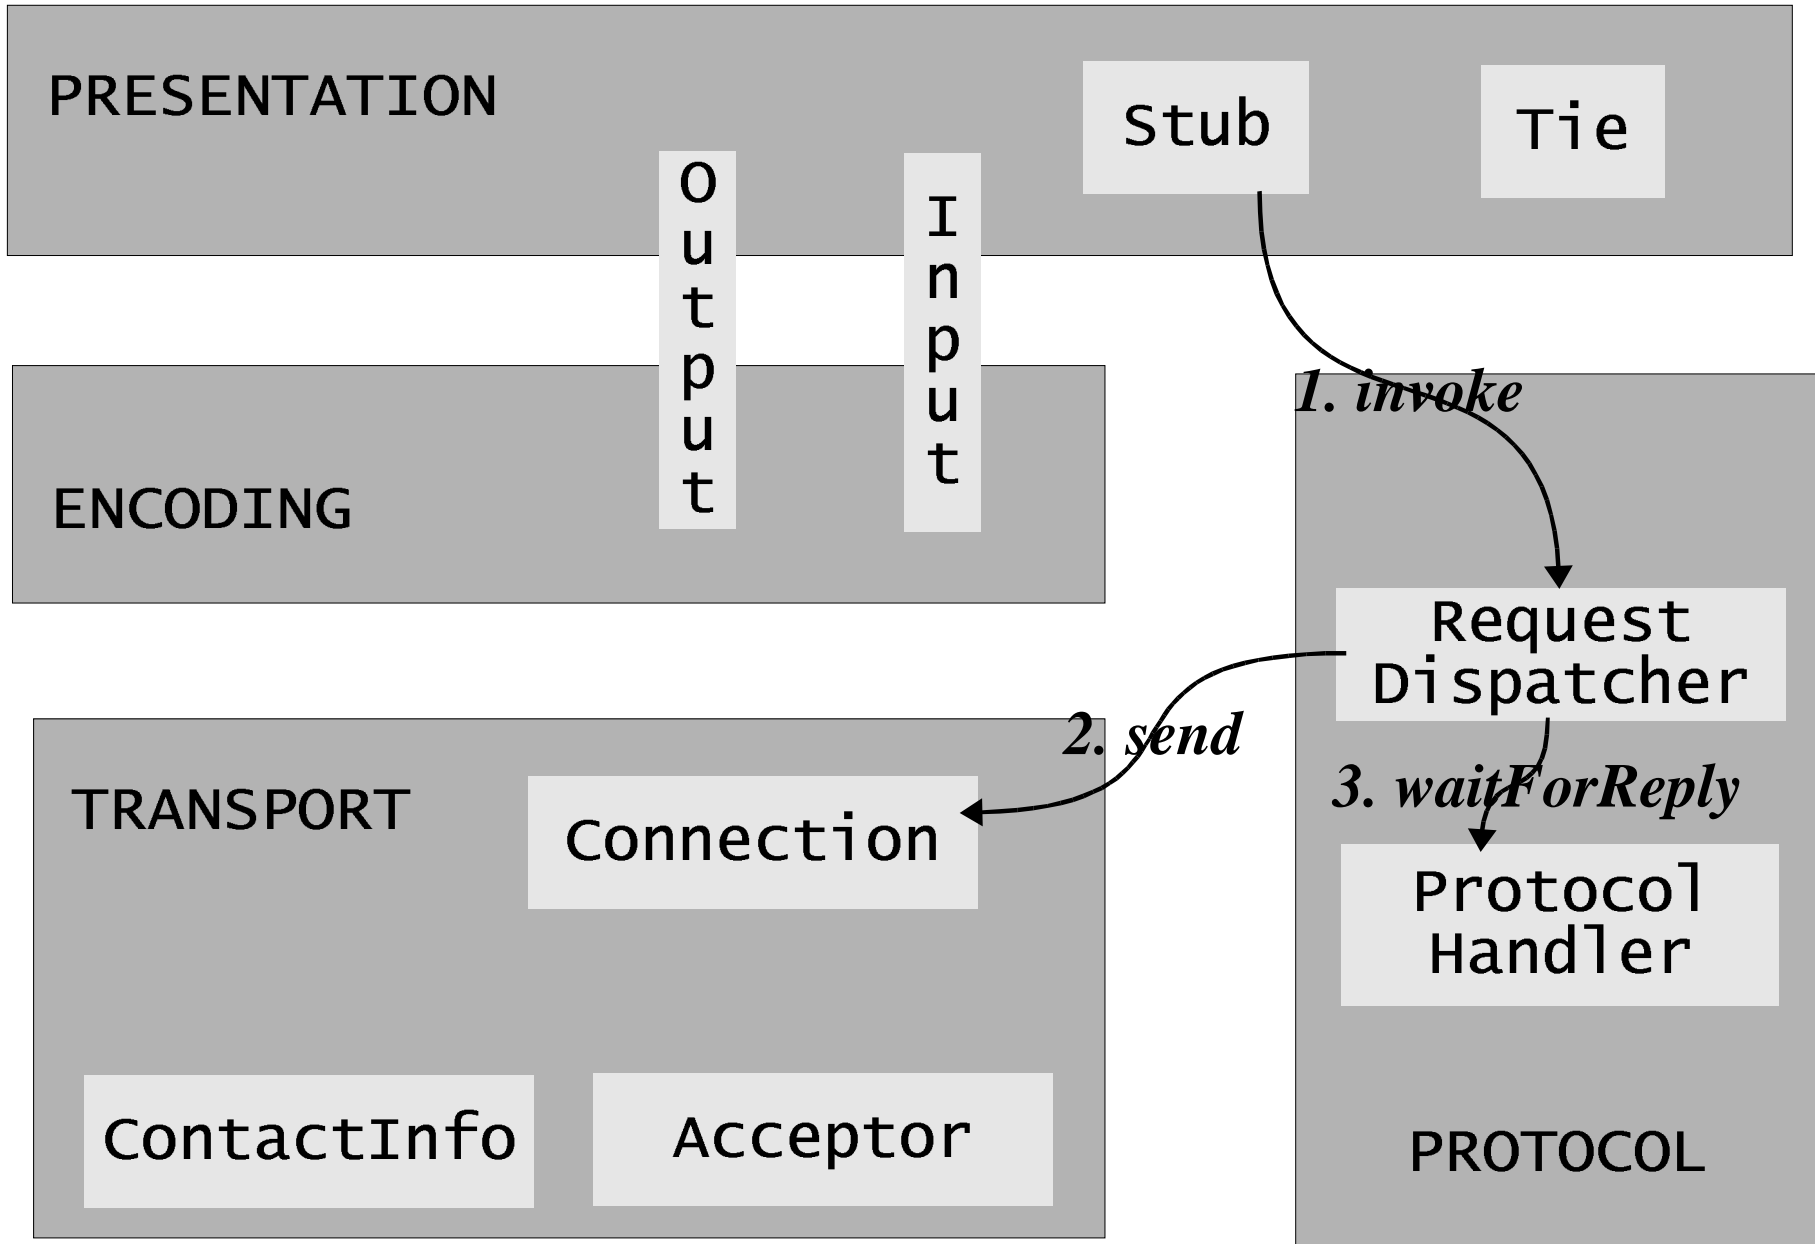 PRESENTATION
Stub
Tie
Output
Input
1. invoke
ENCODING
Request
Dispatcher
2. send
3. waitForReply
TRANSPORT
Connection
Protocol
Handler
ContactInfo
Acceptor
PROTOCOL